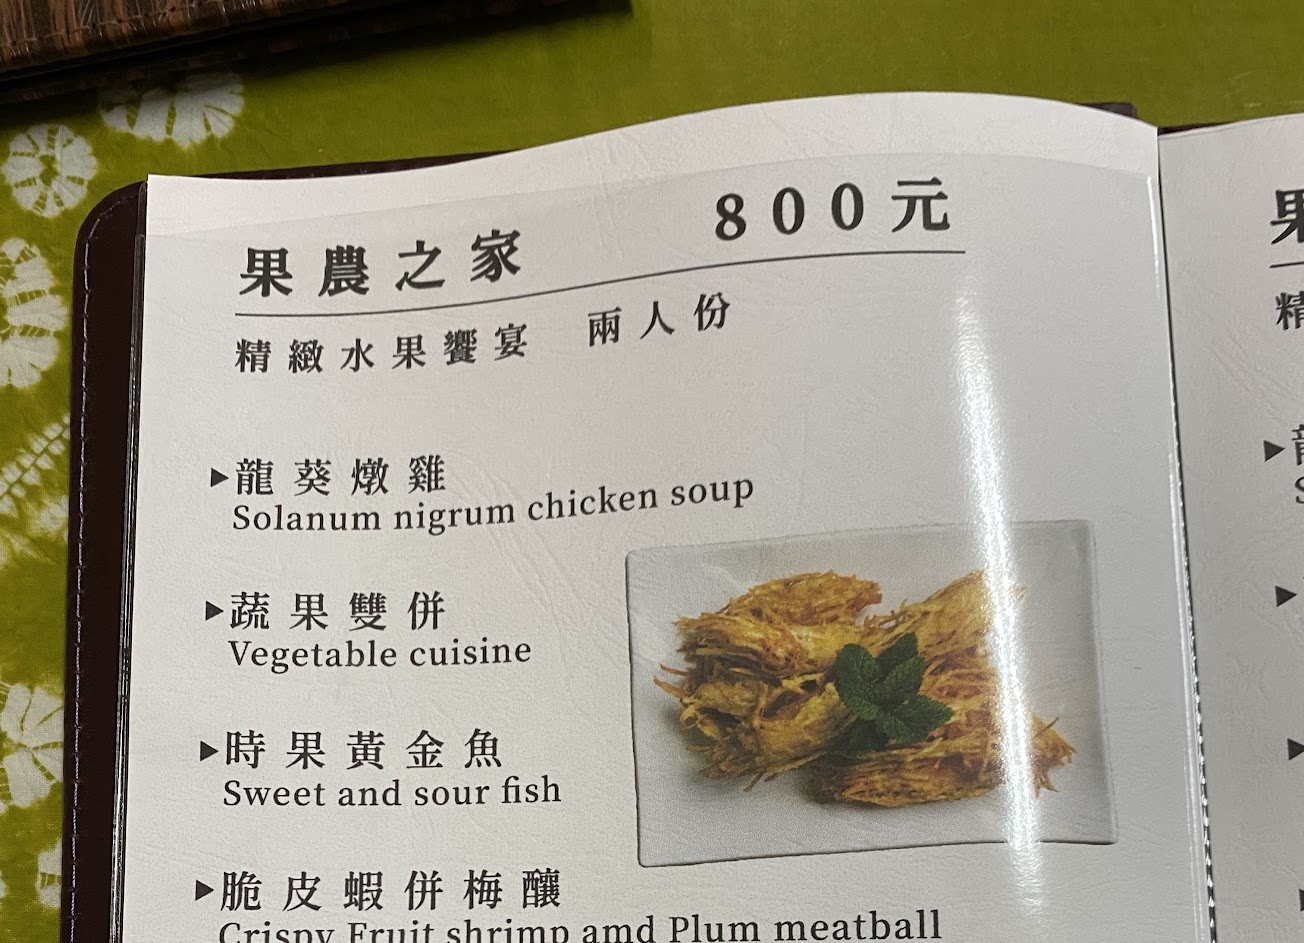 果農之家 800元
精緻水果饗宴 兩人份
▶龍葵燉雞
Solanum nigrum chicken soup
▶蔬果雙併
Vegetable cuisine
▶時果黃金魚
Sweet and sour fish
▶脆皮蝦併梅釀
Crispy Fruit shrimp amd Plum meatball
果
精